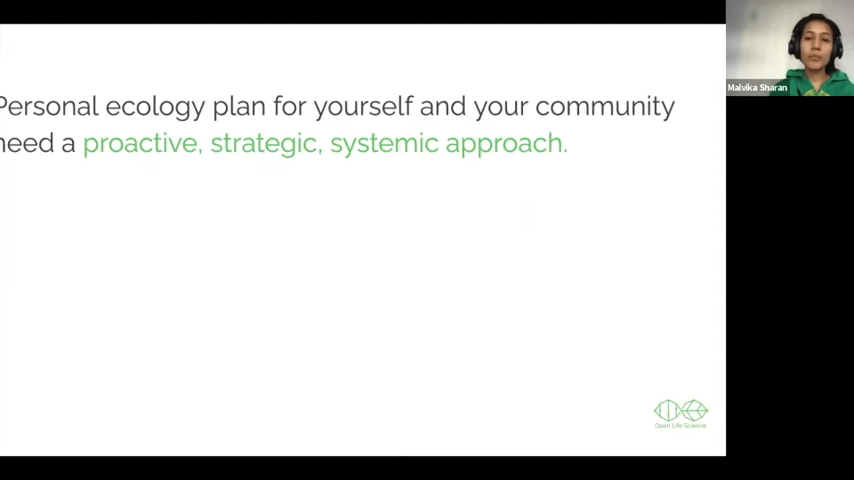 Personal ecology plan for yourself and your community
need a proactive, strategic, systemic approach.
Malvika Sharan
Open Life Science